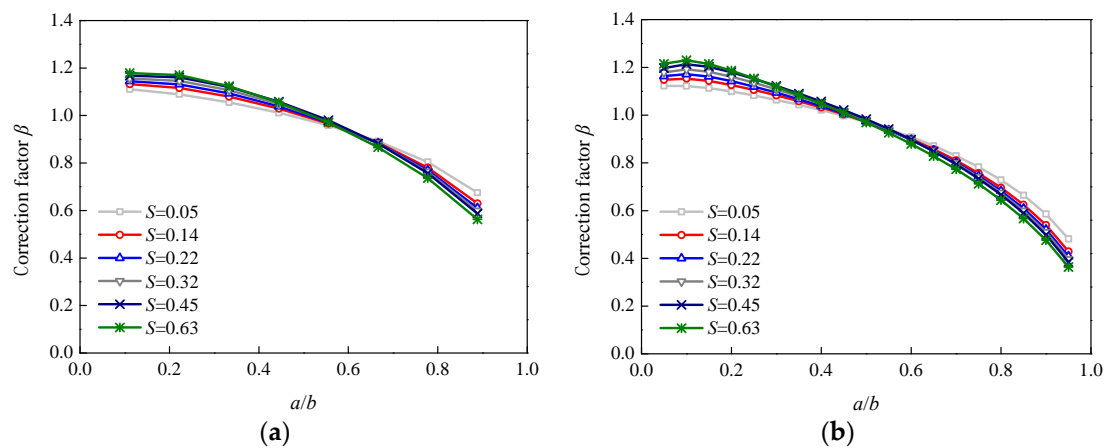 1.4
1.2
1.0
0.8
0.6
0.4
0.2
0.0
Correction factor β
S=0.05
S=0.14
S=0.22
S=0.32
S=0.45
S=0.63
0.0 0.2 0.4 0.6 0.8 1.0
a/b
(a)
1.4
1.2
1.0
0.8
0.6
0.4
0.2
0.0
Correction factor β
S=0.05
S=0.14
S=0.22
S=0.32
S=0.45
S=0.63
0.0 0.2 0.4 0.6 0.8 1.0
a/b
(b)